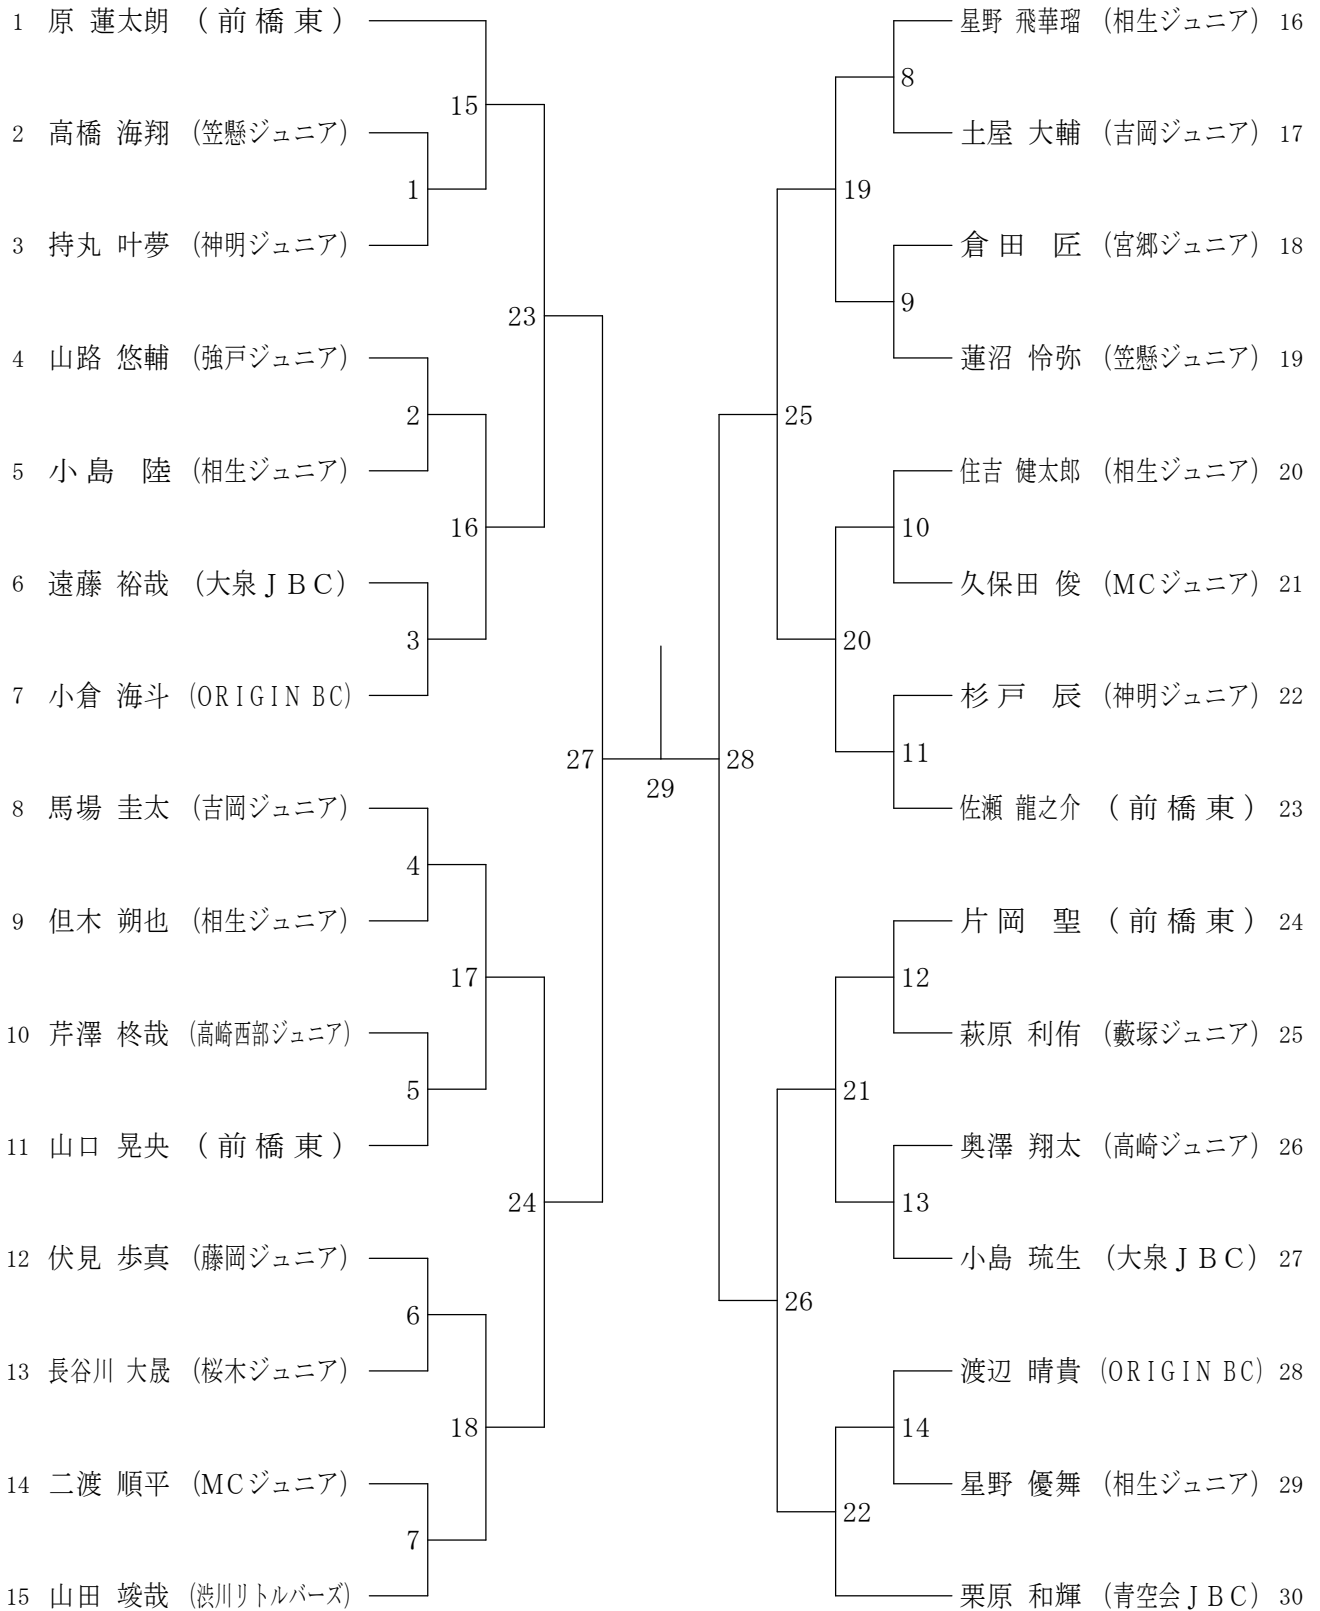 1 原 蓮太朗 (前橋東)
15
2 高橋 海翔 (笠懸ジュニア)
1
3 持丸 叶夢 (神明ジュニア)
23
4 山路 悠輔 (強戸ジュニア)
2
5 小島 陸 (相生ジュニア)
16
6 遠藤 裕哉 (大泉JBC)
3
7 小倉 海斗 (ORIGIN BC)
27
8 馬場 圭太 (吉岡ジュニア)
4
9 但木 朔也 (相生ジュニア)
17
10 芹澤 柊哉 (高崎西部ジュニア)
5
11 山口 晃央 (前橋東)
24
12 伏見 歩真 (藤岡ジュニア)
6
13 長谷川 大晟 (桜木ジュニア)
18
14 二渡 順平 (MCジュニア)
7
15 山田 竣哉 (渋川リトルバーズ)
29
星野 飛華瑠 (相生ジュニア) 16
8
土屋 大輔 (吉岡ジュニア) 17
19
倉田 匠 (宮郷ジュニア) 18
9
蓮沼 怜弥 (笠懸ジュニア) 19
25
住吉 健太郎 (相生ジュニア) 20
10
久保田 俊 (MCジュニア) 21
20
杉戸 辰 (神明ジュニア) 22
11
28
佐瀬 龍之介 (前橋東) 23
片岡 聖 (前橋東) 24
12
萩原 利侑 (藪塚ジュニア) 25
21
奥澤 翔太 (高崎ジュニア) 26
13
小島 琉生 (大泉JBC) 27
26
渡辺 晴貴 (ORIGIN BC) 28
14
星野 優舞 (相生ジュニア) 29
22
栗原 和輝 (青空会JBC) 30